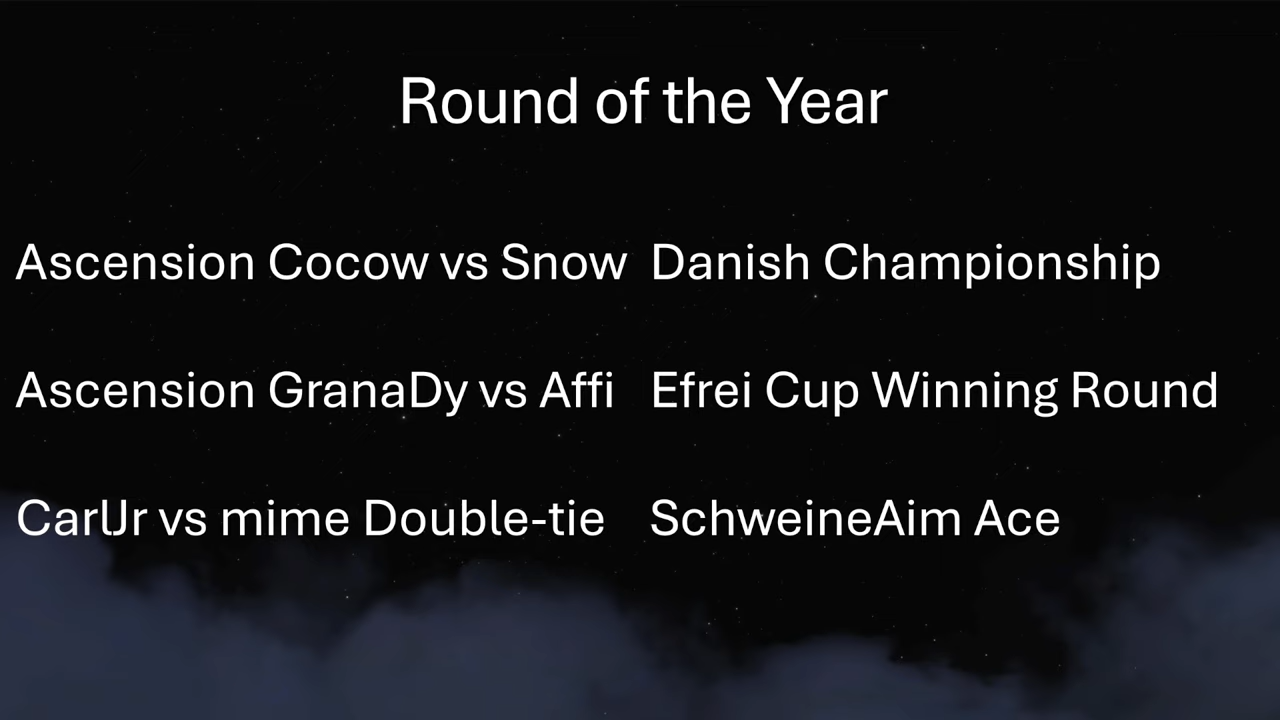 Round of the Year
Ascension Cocow vs Snow
Danish Championship
Ascension GranaDy vs Affi
Efrei Cup Winning Round
CarlJr vs mime Double-tie
SchweineAim Ace